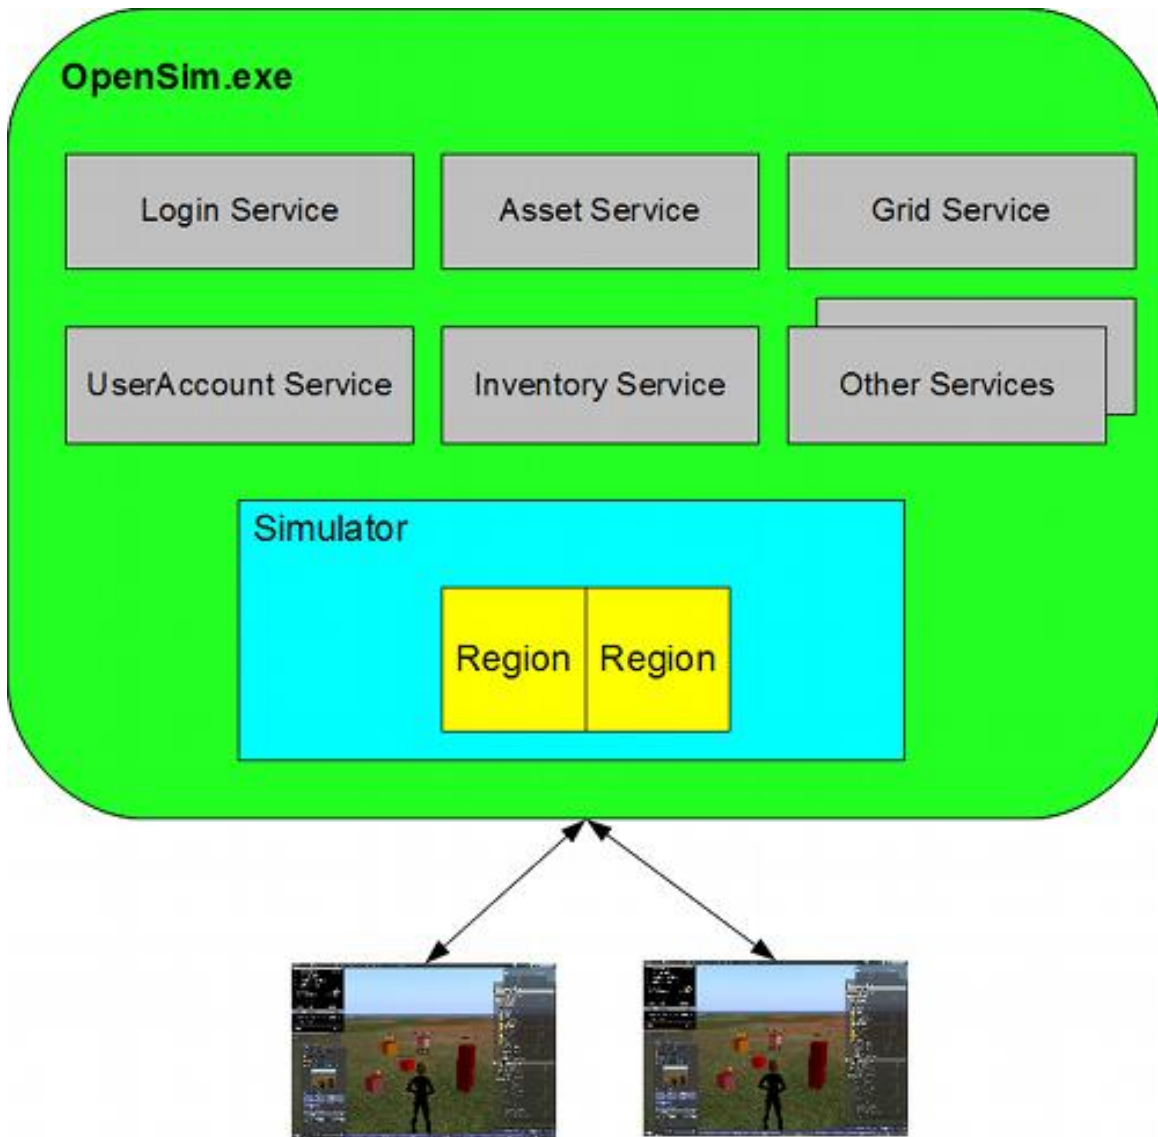 OpenSim.exe
Login Service
Asset Service
Grid Service
UserAccount Service
Inventory Service
Other Services
Simulator
Region
Region